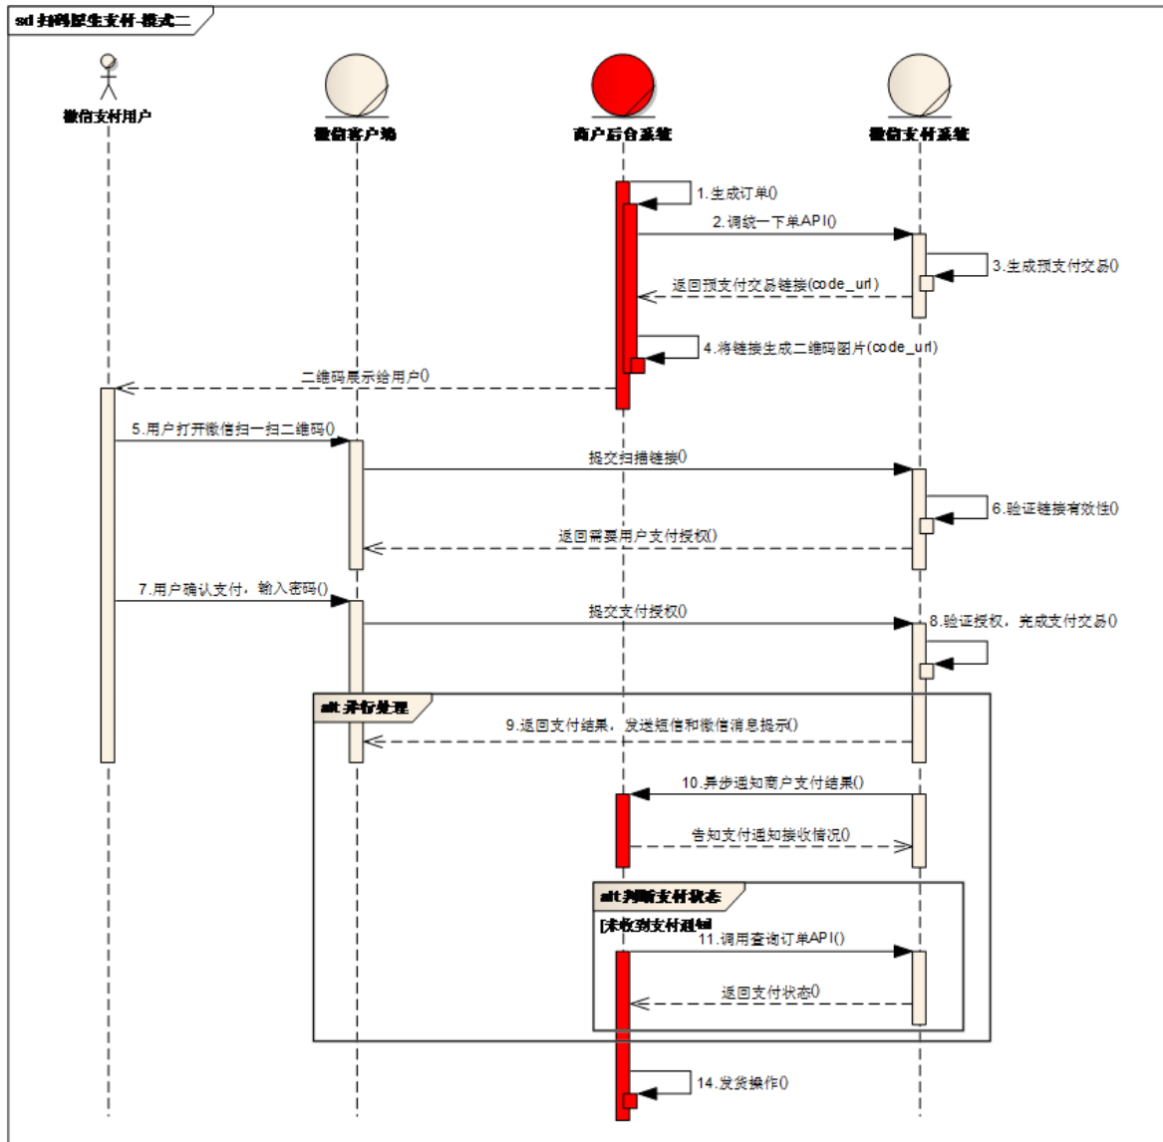 sd 扫码原生支付-模式二
微信支付用户
微信客户端
商户后台系统
微信支付系统
1.生成订单()
2.调统一下单API()
3.生成预支付交易()
返回预支付交易链接(code_url)
4.将链接生成二维码图片(code_url)
二维码展示给用户()
5.用户打开微信扫一扫二维码()
提交扫描链接()
6.验证链接有效性()
返回需要用户支付授权()
7.用户确认支付，输入密码()
提交支付授权()
8.验证授权，完成支付交易()
alt 并行处理
9.返回支付结果，发送短信和微信消息提示()
10.异步通知商户支付结果()
告知支付通知接收情况()
alt 判断支付状态
[未收到支付通知]
11.调用查询订单API()
返回支付状态()
14.发货操作()